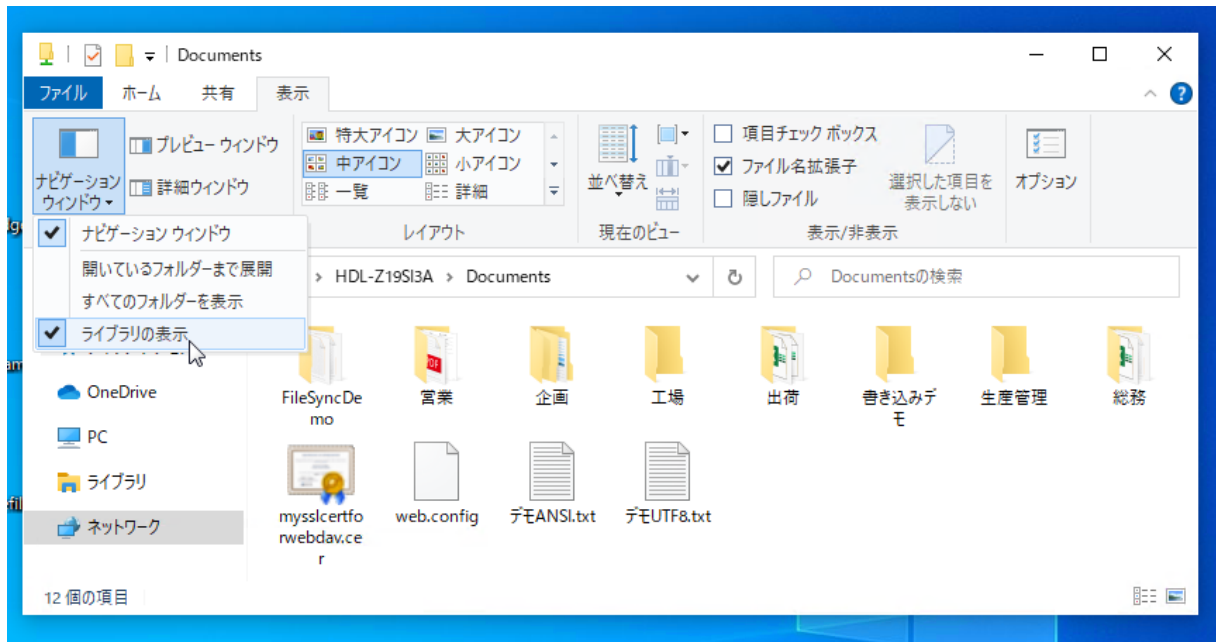 Documents
ファイル ホーム 共有 表示
ナビゲーション
ウィンドウ
プレビュー ウィンドウ
詳細ウィンドウ
特大アイコン 大アイコン
中アイコン 小アイコン
一覧 詳細
レイアウト
並べ替え
現在のビュー
項目チェック ボックス
ファイル名拡張子
隠しファイル
選択した項目を
表示しない
表示/非表示
オプション
ナビゲーション ウィンドウ
開いているフォルダーまで展開
すべてのフォルダーを表示
ライブラリの表示
HDL-Z19SI3A Documents
Documentsの検索
OneDrive
PC
ライブラリ
ネットワーク
FileSyncDe
mo
営業
企画
工場
出荷
書き込みデ
モ
生産管理
総務
mysslcertfo
rwebdav.ce
r
web.config
デモANSI.txt
デモUTF8.txt
12 個の項目